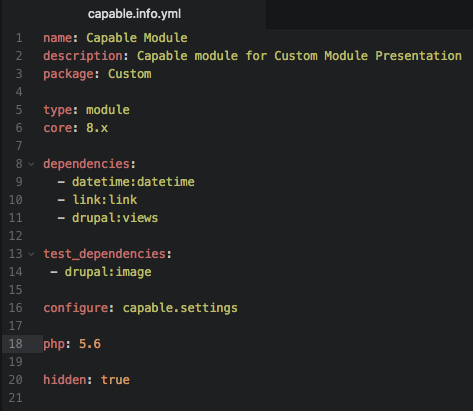 capable.info.yml
1 name: Capable Module
2 description: Capable module for Custom Module Presentation
3 package: Custom
4
5 type: module
6 core: 8.x
7
8 dependencies:
9   - datetime:datetime
10   - link:link
11   - drupal:views
12
13 test_dependencies:
14  - drupal:image
15
16 configure: capable.settings
17
18 php: 5.6
19
20 hidden: true
21